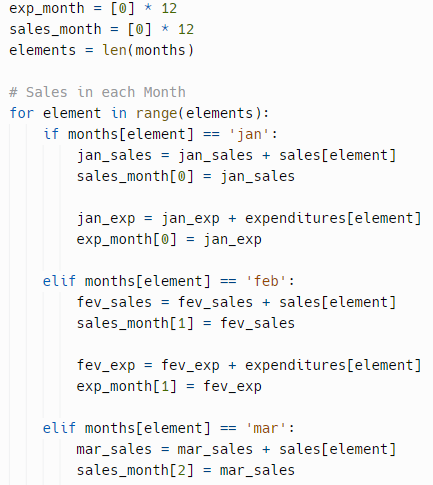 exp_month = [0] * 12
sales_month = [0] * 12
elements = len(months)

# Sales in each Month
for element in range(elements):
    if months[element] == 'jan':
        jan_sales = jan_sales + sales[element]
        sales_month[0] = jan_sales

        jan_exp = jan_exp + expenditures[element]
        exp_month[0] = jan_exp

    elif months[element] == 'feb':
        fev_sales = fev_sales + sales[element]
        sales_month[1] = fev_sales

        fev_exp = fev_exp + expenditures[element]
        exp_month[1] = fev_exp

    elif months[element] == 'mar':
        mar_sales = mar_sales + sales[element]
        sales_month[2] = mar_sales